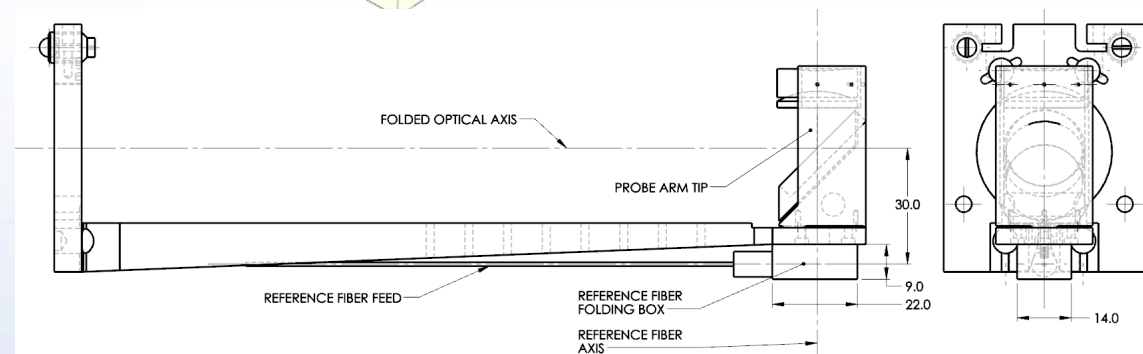 FOLDED OPTICAL AXIS
PROBE ARM TIP
30.0
REFERENCE FIBER FEED
REFERENCE FIBER
FOLDING BOX
9.0
22.0
14.0
REFERENCE FIBER
AXIS